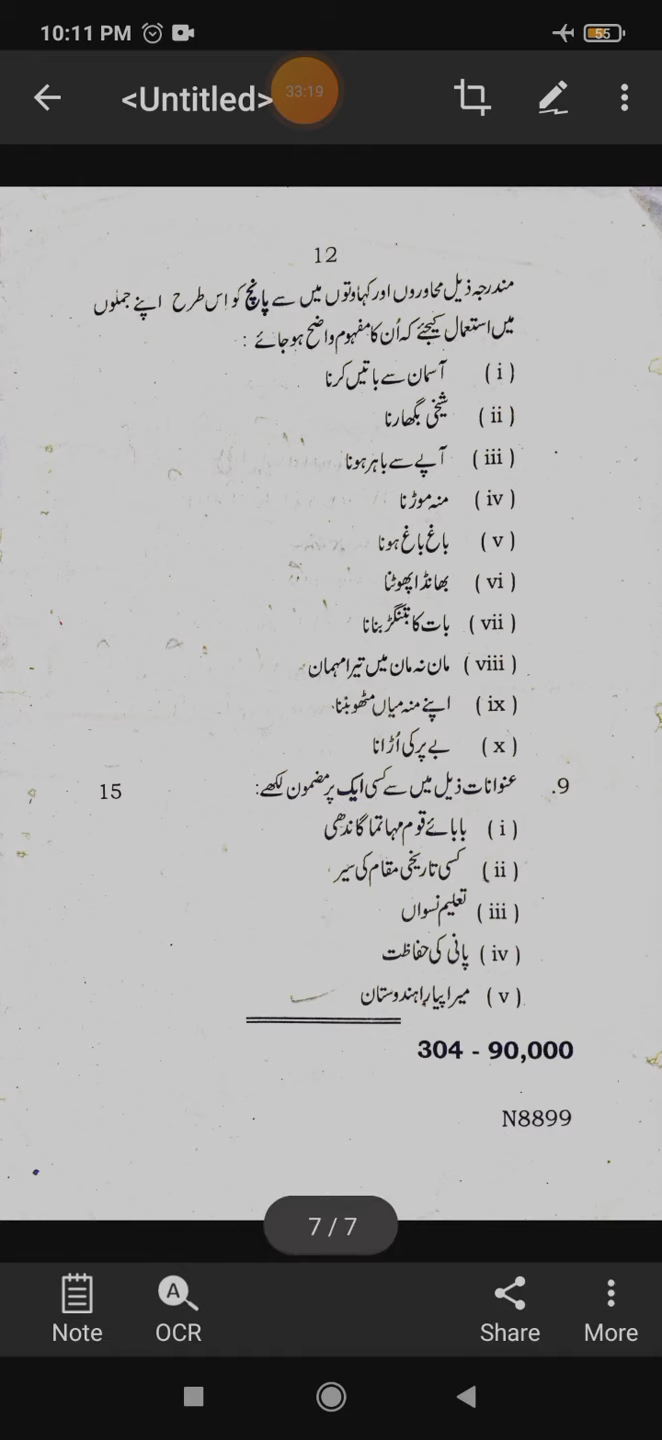 10:11 PM
55
<Untitled>
33:19
12
مندرجہ ذیل محاوروں اور کہاوتوں میں سے پانچ کو اس طرح اپنے جملوں
میں استعمال کیجئے کہ اُن کا مفہوم واضح ہو جائے :
( i ) آسمان سے باتیں کرنا
( ii ) شیخی بگھارنا
( iii ) آپے سے باہر ہونا
( iv ) منہ موڑنا
( v ) باغ باغ ہونا
( vi ) بھانڈا پھوٹنا
( vii ) بات کا بتنگڑ بنانا
( viii ) مان نہ مان میں تیرا مہمان
( ix ) اپنے منہ میاں مٹھو بننا
( x ) بے پر کی اُڑانا
9. عنوانات ذیل میں سے کسی ایک پر مضمون لکھے: 15
( i ) بابائے قوم مہاتما گاندھی
( ii ) کسی تاریخی مقام کی سیر
( iii ) تعلیم نسواں
( iv ) پانی کی حفاظت
( v ) میرا پیارا ہندوستان
304 - 90,000
N8899
7 / 7
Note OCR Share More